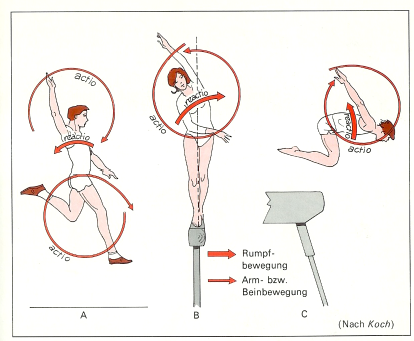 actio
reactio
actio
A
actio
reactio
B
reactio
actio
C
Rumpf-
bewegung
Arm- bzw.
Beinbewegung
(Nach Koch)